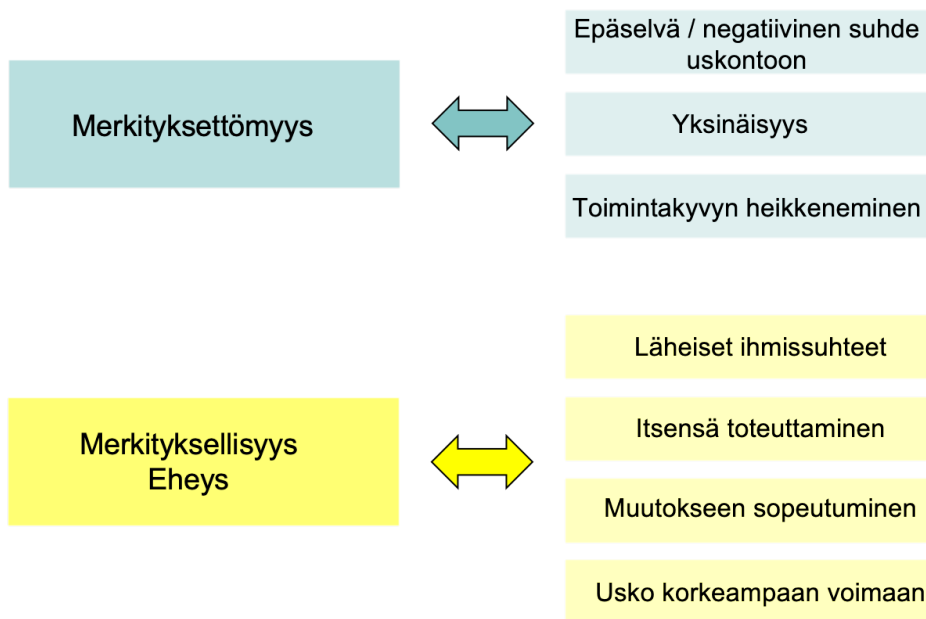 Merkityksettömyys
Epäselvä / negatiivinen suhde
uskontoon
Yksinäisyys
Toimintakyvyn heikkeneminen
Merkityksellisyys
Eheys
Läheiset ihmissuhteet
Itsensä toteuttaminen
Muutokseen sopeutuminen
Usko korkeampaan voimaan